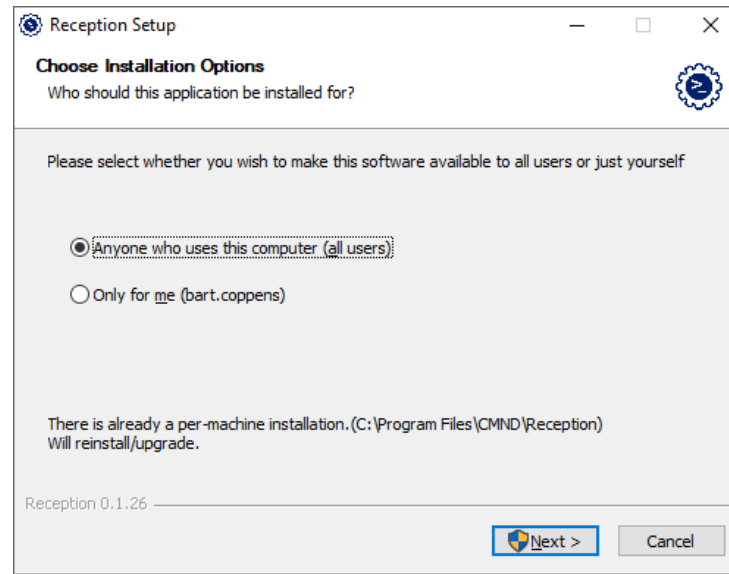 Reception Setup
Choose Installation Options
Who should this application be installed for?
Please select whether you wish to make this software available to all users or just yourself
Anyone who uses this computer (all users)
Only for me (bart.coppens)
There is already a per-machine installation.(C:\Program Files\CMND\Reception)
Will reinstall/upgrade.
Reception 0.1.26
Next >
Cancel